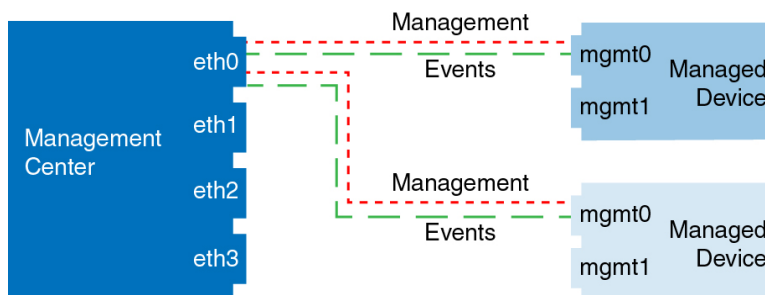 Management
Center
eth0
eth1
eth2
eth3
Management
Events
mgmt0
mgmt1
Managed
Device
Management
Events
mgmt0
mgmt1
Managed
Device